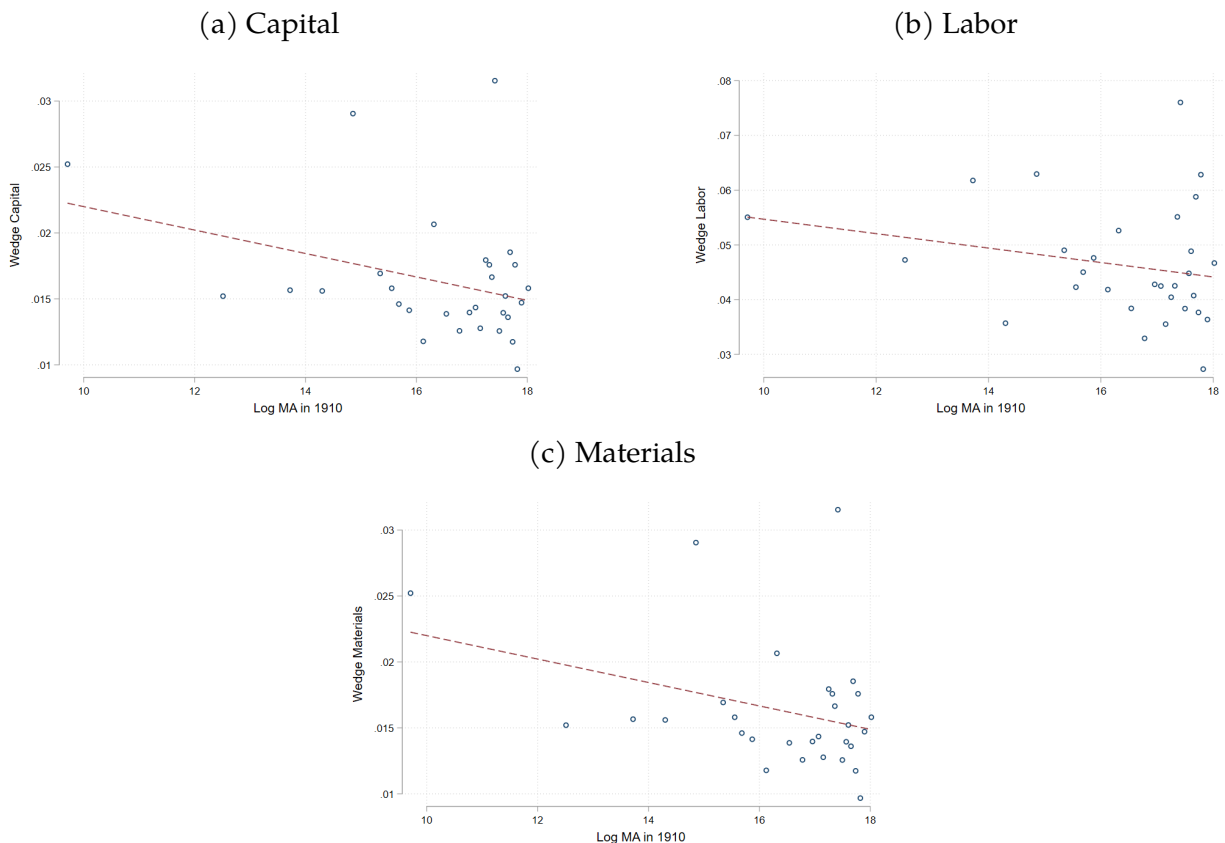 (a) Capital
.03
.025
.02
.015
.01
Wedge Capital
10 12 14 16 18
Log MA in 1910
(b) Labor
.08
.07
.06
.05
.04
.03
Wedge Labor
10 12 14 16 18
Log MA in 1910
(c) Materials
.03
.025
.02
.015
.01
Wedge Materials
10 12 14 16 18
Log MA in 1910